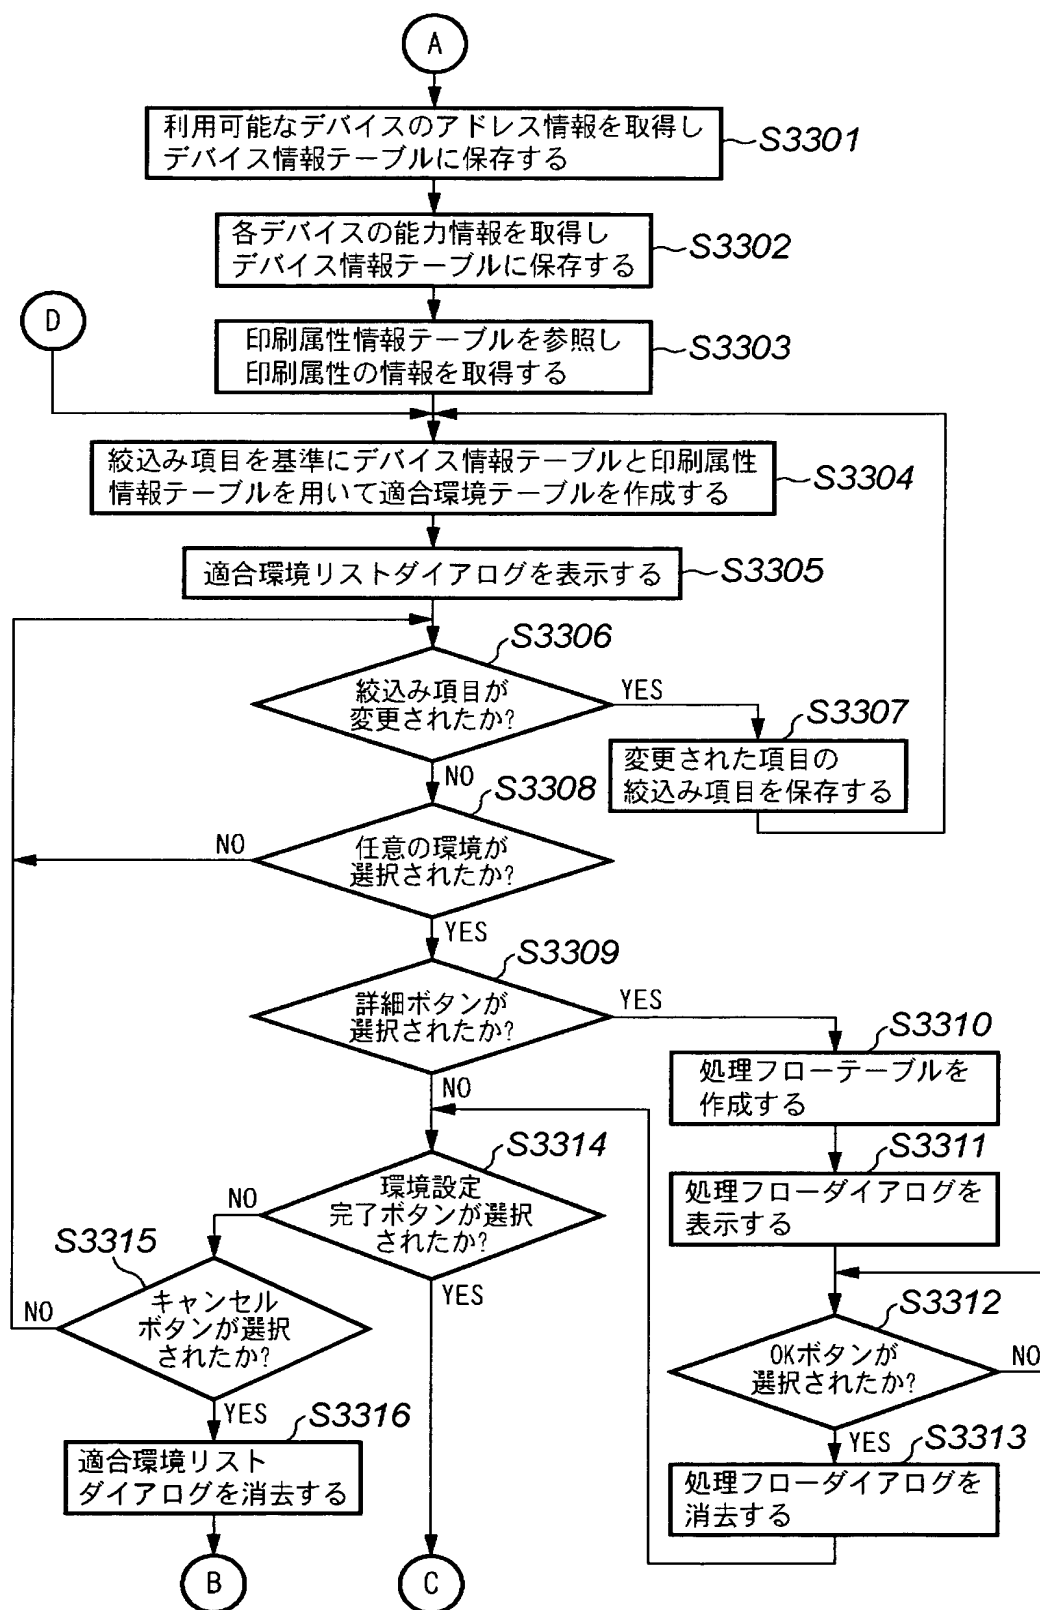 A
利用可能なデバイスのアドレス情報を取得し
デバイス情報テーブルに保存する
S3301
各デバイスの能力情報を取得し
デバイス情報テーブルに保存する
S3302
D
印刷属性情報テーブルを参照し
印刷属性の情報を取得する
S3303
絞込み項目を基準にデバイス情報テーブルと印刷属性
情報テーブルを用いて適合環境テーブルを作成する
S3304
適合環境リストダイアログを表示する
S3305
S3306
絞込み項目が
変更されたか?
YES
NO
S3307
変更された項目の
絞込み項目を保存する
S3308
任意の環境が
選択されたか?
NO
YES
S3309
詳細ボタンが
選択されたか?
YES
NO
S3310
処理フローテーブルを
作成する
S3311
処理フローダイアログを
表示する
S3314
環境設定
完了ボタンが選択
されたか?
NO
YES
S3315
キャンセル
ボタンが選択
されたか?
NO
YES
S3312
OKボタンが
選択されたか?
NO
YES
S3316
適合環境リスト
ダイアログを消去する
S3313
処理フローダイアログを
消去する
B
C